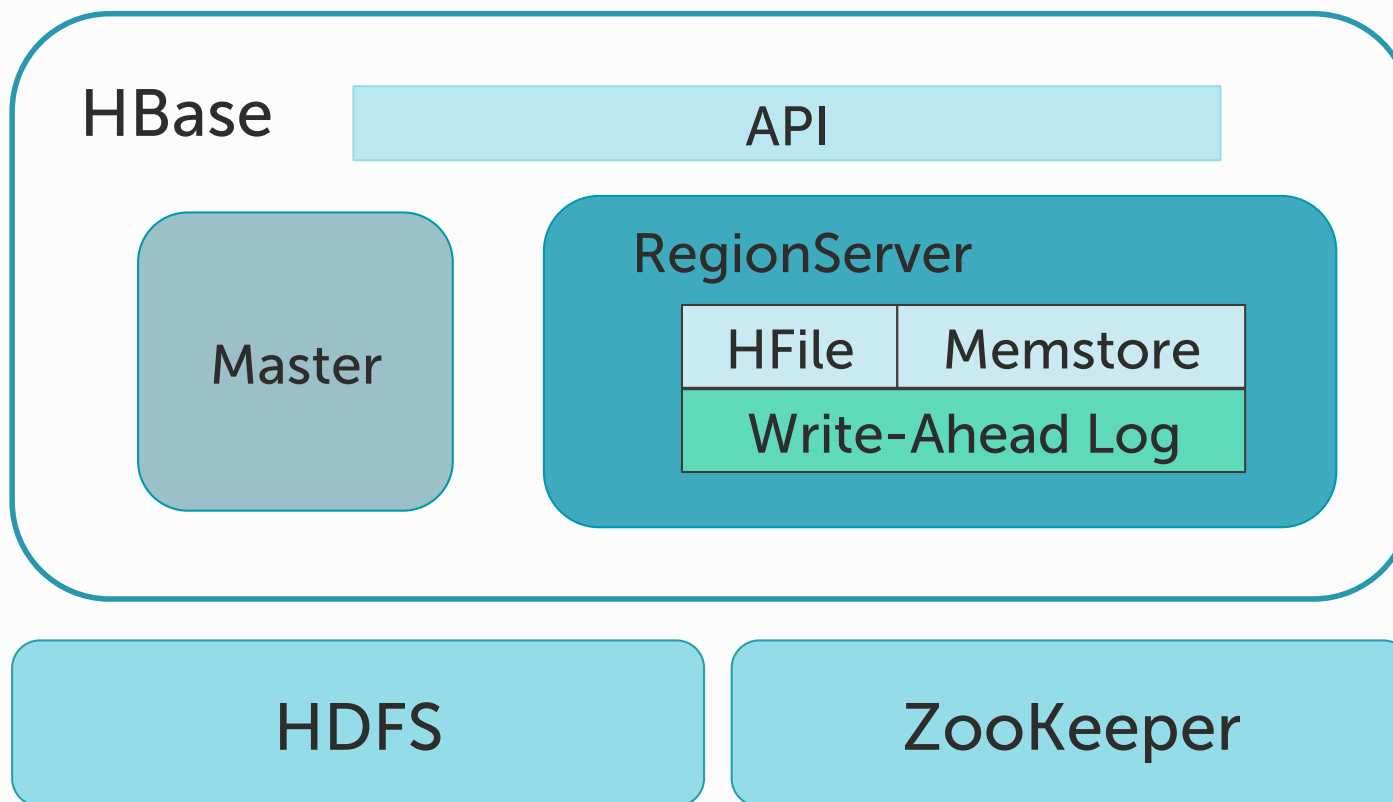 HBase
API
Master
RegionServer
HFile
Memstore
Write-Ahead Log
HDFS
ZooKeeper